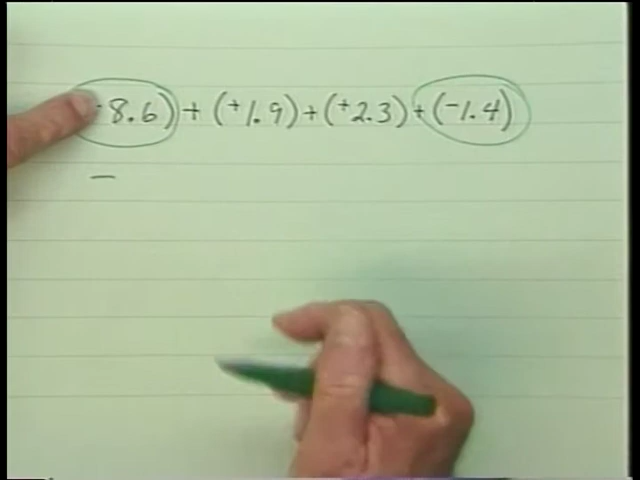 -8.6) + (+1.9) + (+2.3) + (-1.4)
-